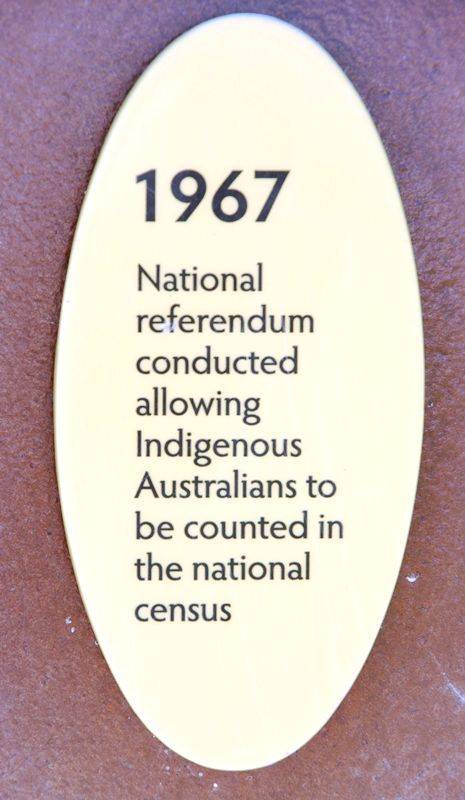 1967
National
referendum
conducted
allowing
Indigenous
Australians to
be counted in
the national
census